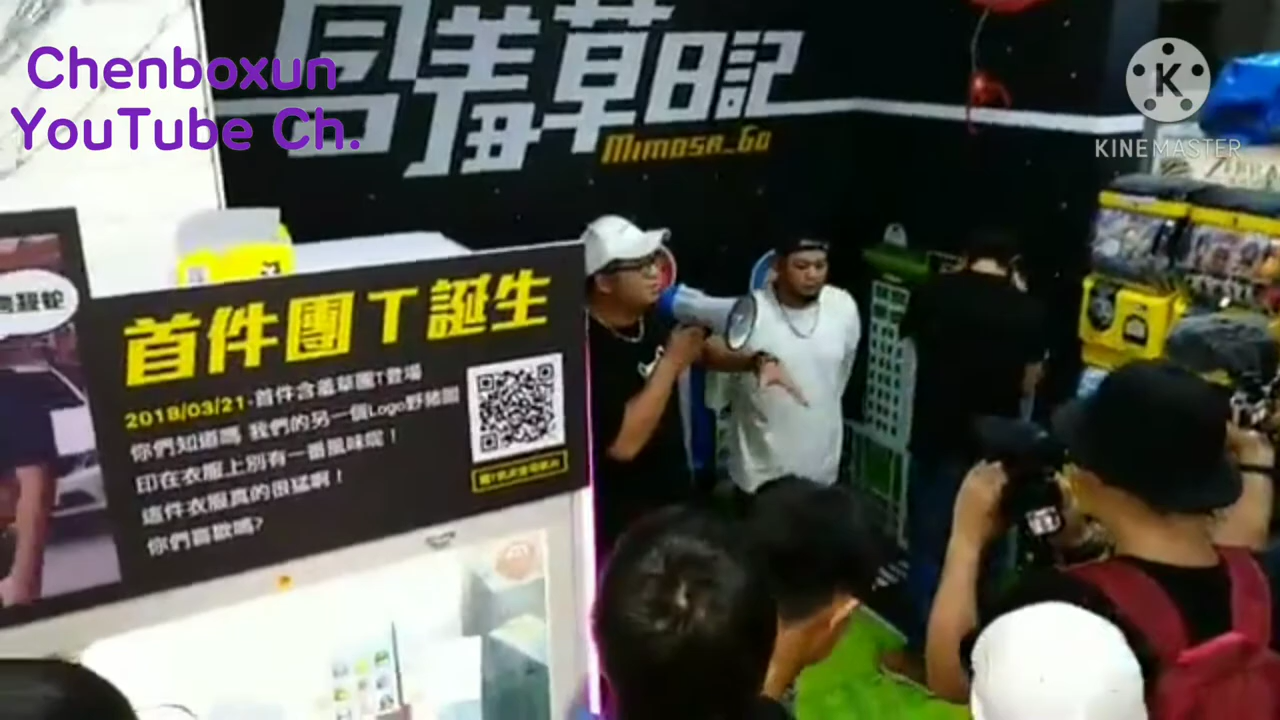 Chenboxun
YouTube Ch.
含羞草日記
Mimosa_Go
KINEMASTER
首件團T誕生
2018/03/21-首件含羞草團T登場
你們知道嗎 我們的另一個Logo野豬圖
印在衣服上別有一番風味呢！
這件衣服真的很猛啊！
你們喜歡嗎?